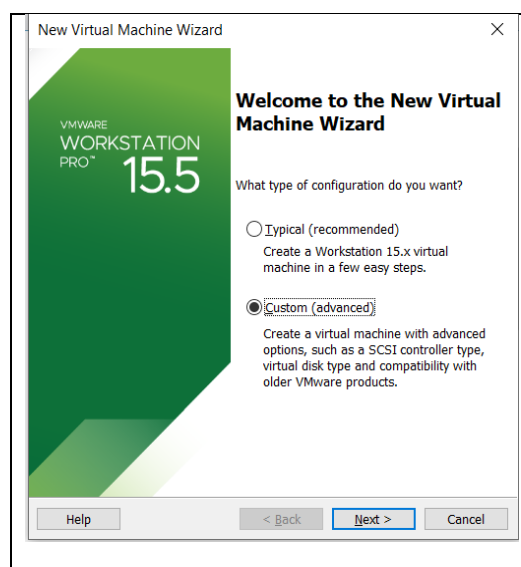 New Virtual Machine Wizard
VMWARE
WORKSTATION
PRO™ 15.5
Welcome to the New Virtual
Machine Wizard
What type of configuration do you want?
Typical (recommended)
Create a Workstation 15.x virtual
machine in a few easy steps.
Custom (advanced)
Create a virtual machine with advanced
options, such as a SCSI controller type,
virtual disk type and compatibility with
older VMware products.
Help
< Back
Next >
Cancel